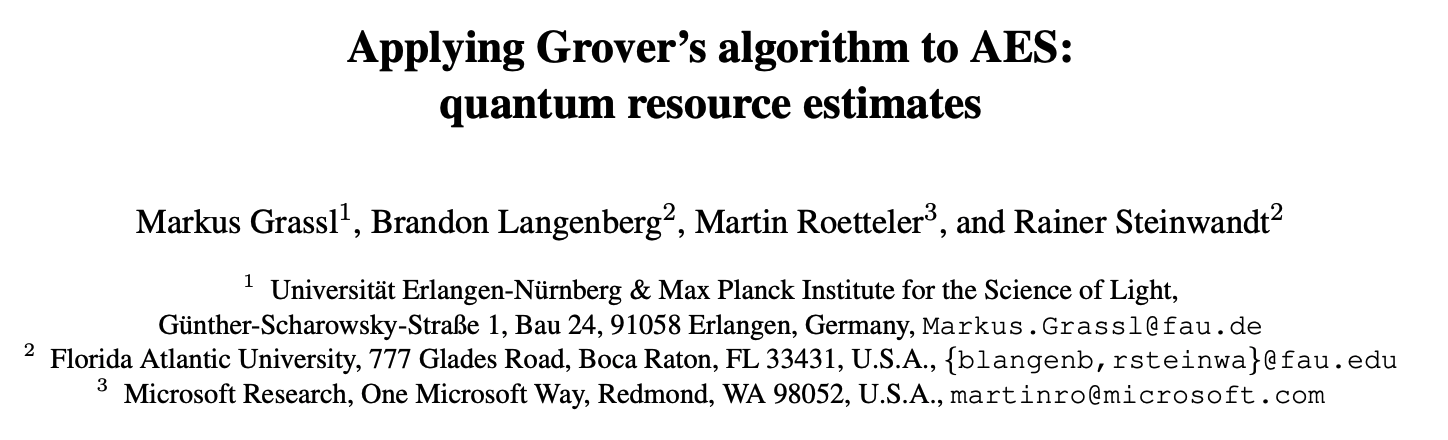 Applying Grover’s algorithm to AES:
quantum resource estimates
Markus Grassl¹, Brandon Langenberg², Martin Roetteler³, and Rainer Steinwandt²
¹ Universität Erlangen-Nürnberg & Max Planck Institute for the Science of Light,
Günther-Scharowsky-Straße 1, Bau 24, 91058 Erlangen, Germany, Markus.Grassl@fau.de
² Florida Atlantic University, 777 Glades Road, Boca Raton, FL 33431, U.S.A., {blangenb,rsteinwa}@fau.edu
³ Microsoft Research, One Microsoft Way, Redmond, WA 98052, U.S.A., martinro@microsoft.com